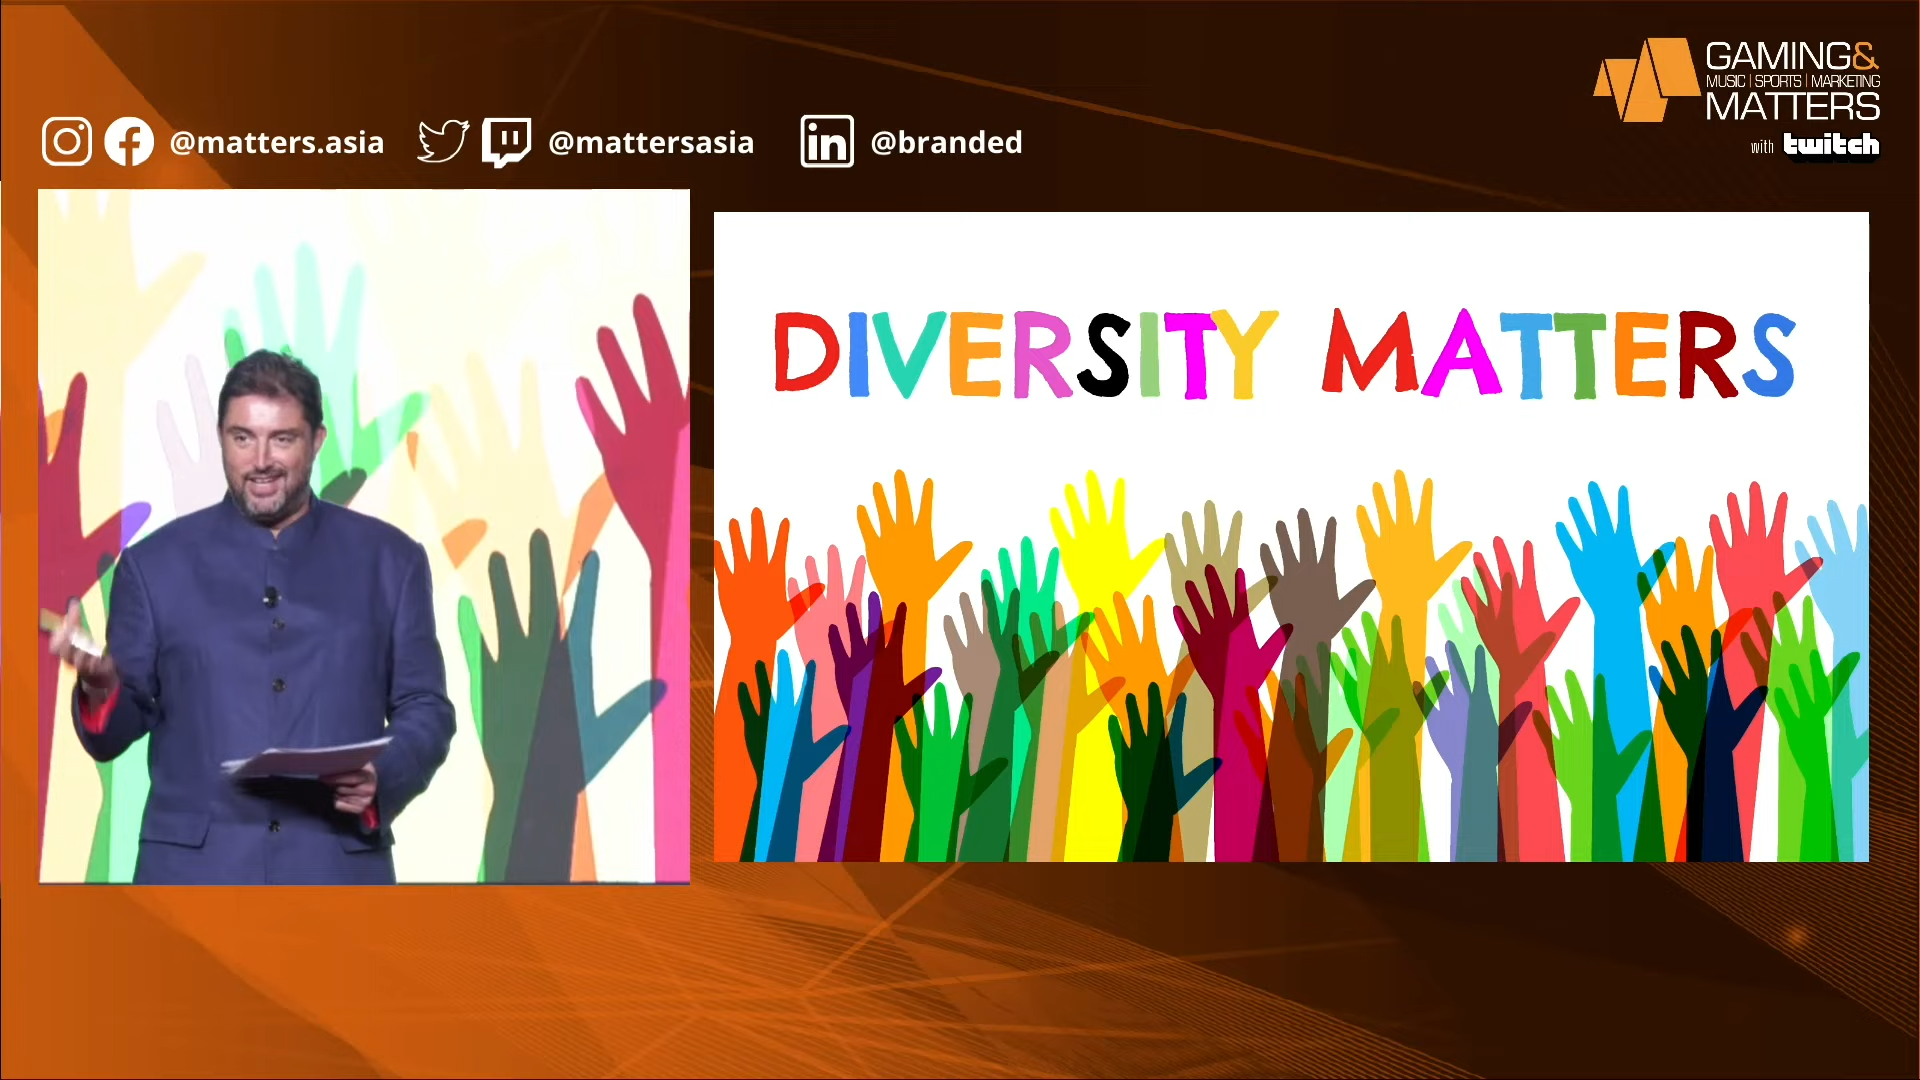 GAMING&
MUSIC | SPORTS | MARKETING
MATTERS
with twitch
@matters.asia @mattersasia @branded
DIVERSITY MATTERS